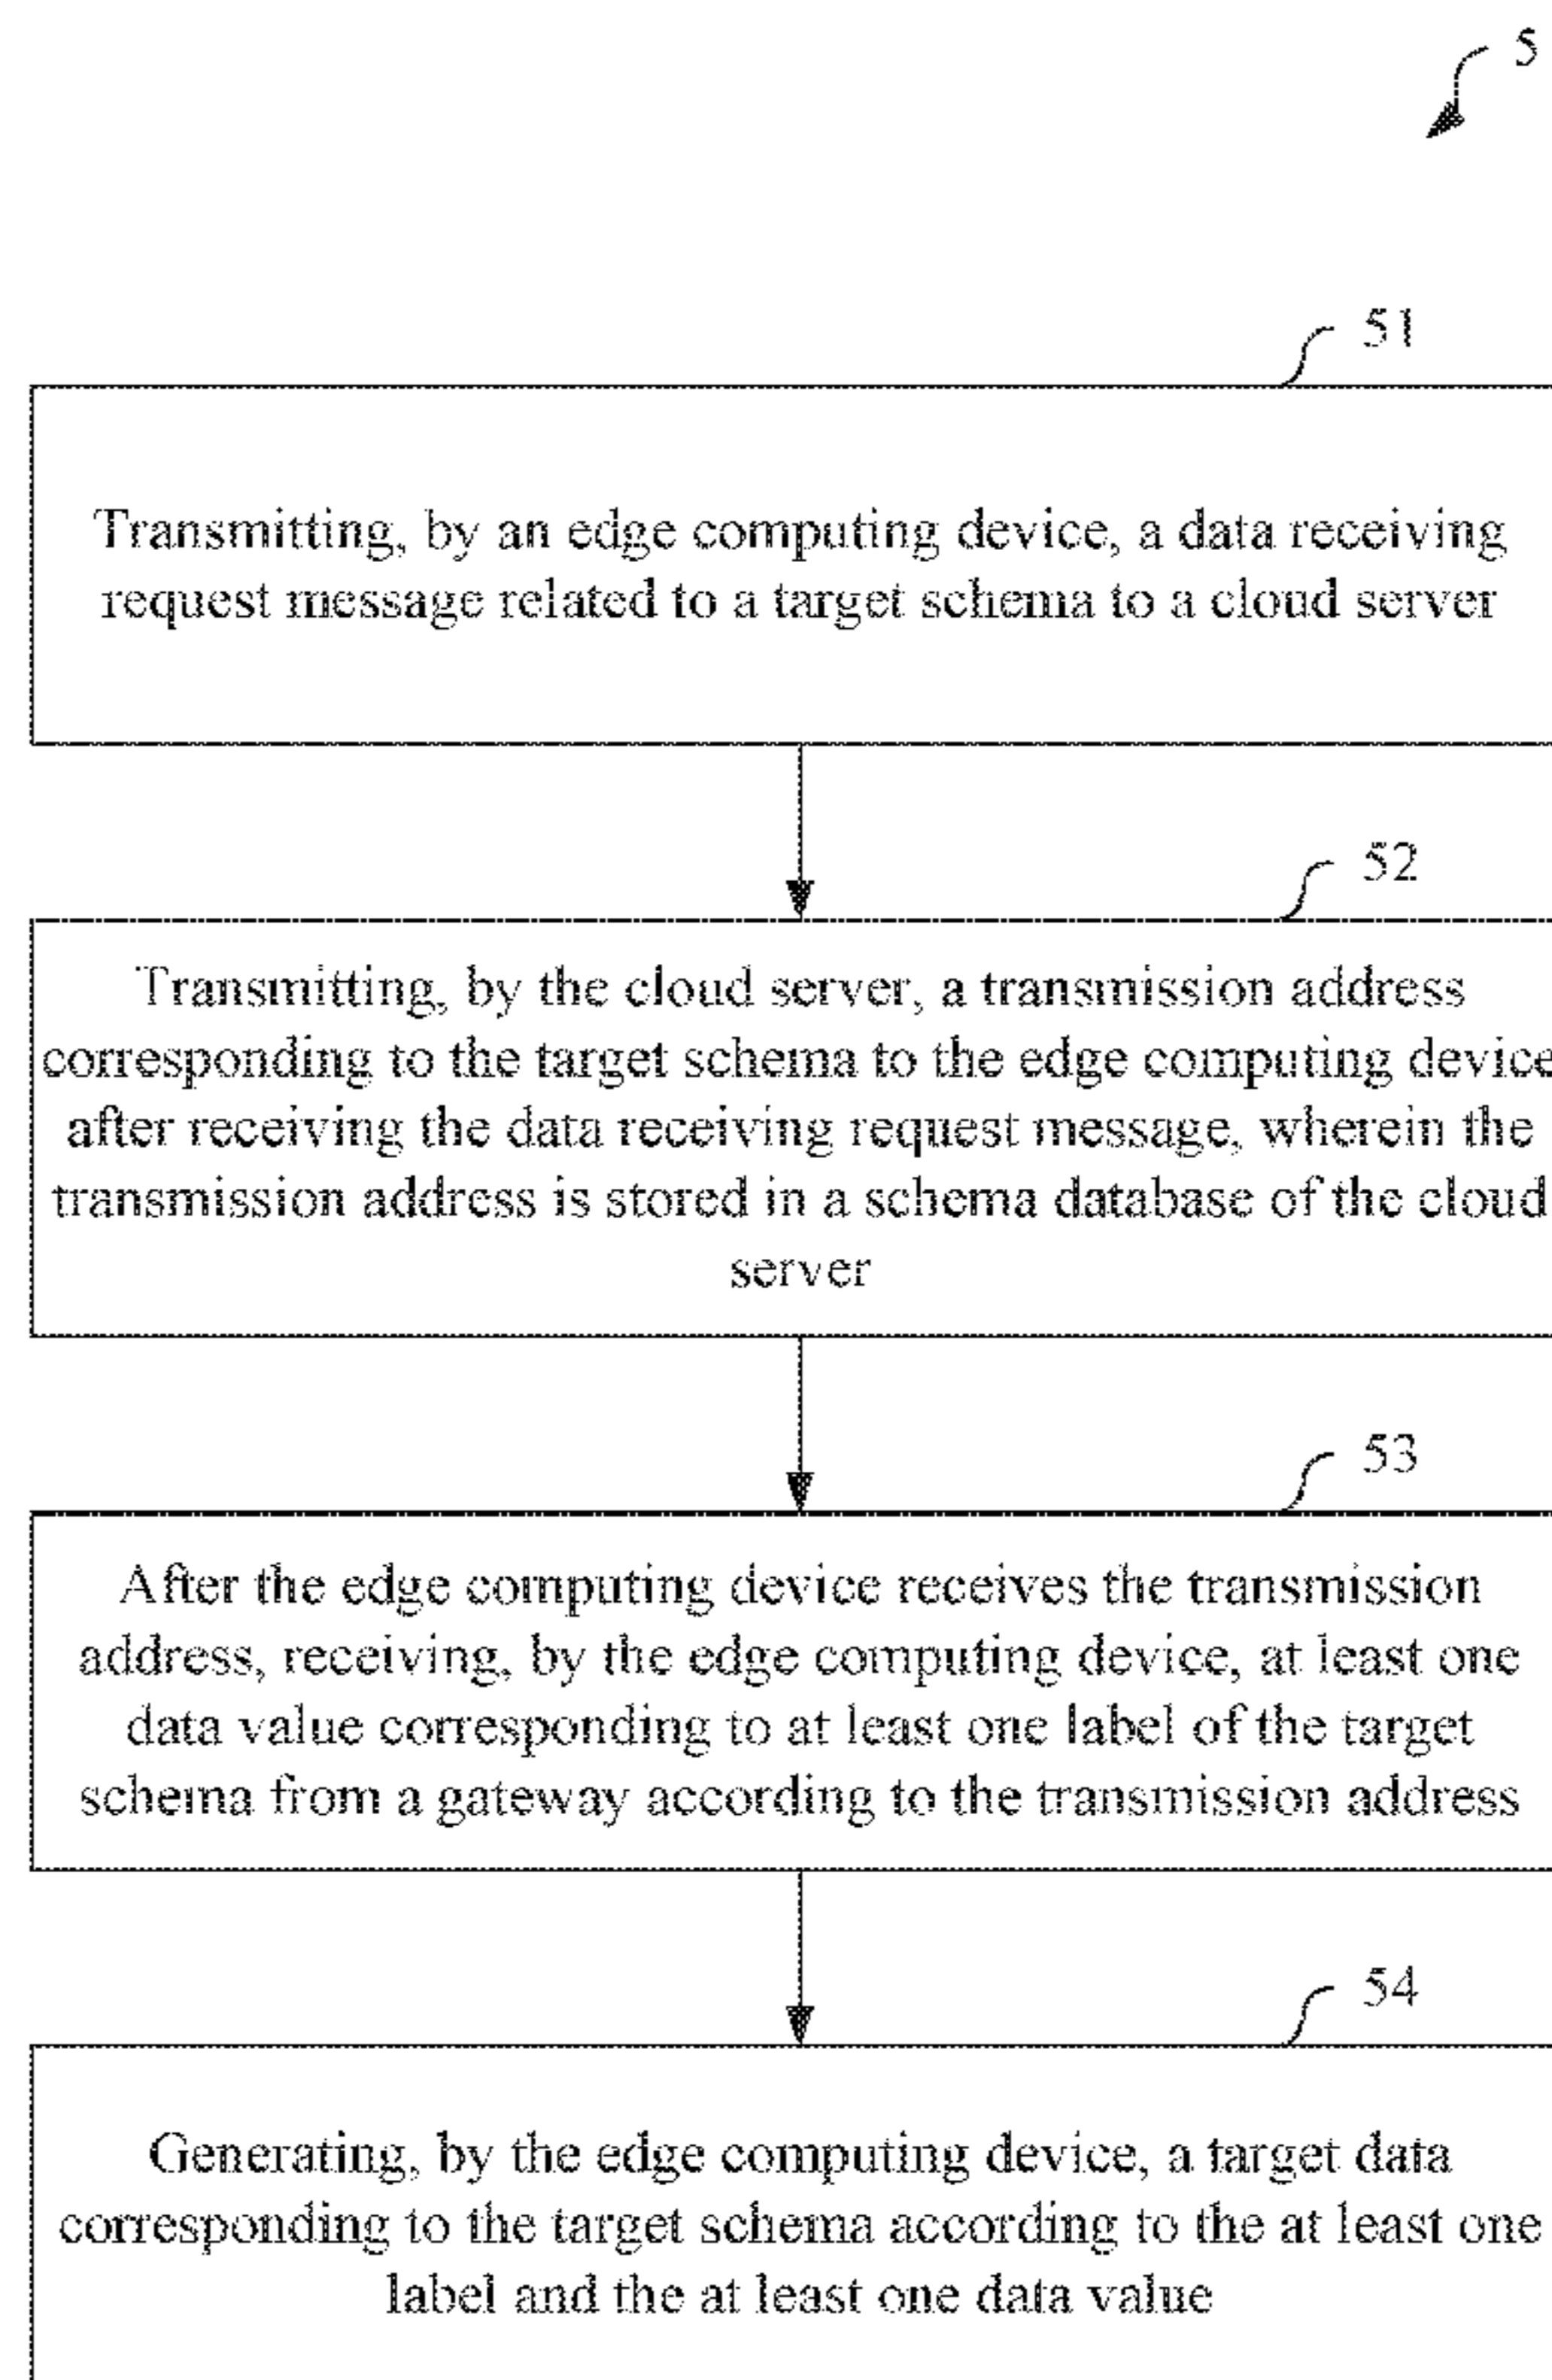 5
51
Transmitting, by an edge computing device, a data receiving
request message related to a target schema to a cloud server
52
Transmitting, by the cloud server, a transmission address
corresponding to the target schema to the edge computing device
after receiving the data receiving request message, wherein the
transmission address is stored in a schema database of the cloud
server
53
After the edge computing device receives the transmission
address, receiving, by the edge computing device, at least one
data value corresponding to at least one label of the target
schema from a gateway according to the transmission address
54
Generating, by the edge computing device, a target data
corresponding to the target schema according to the at least one
label and the at least one data value